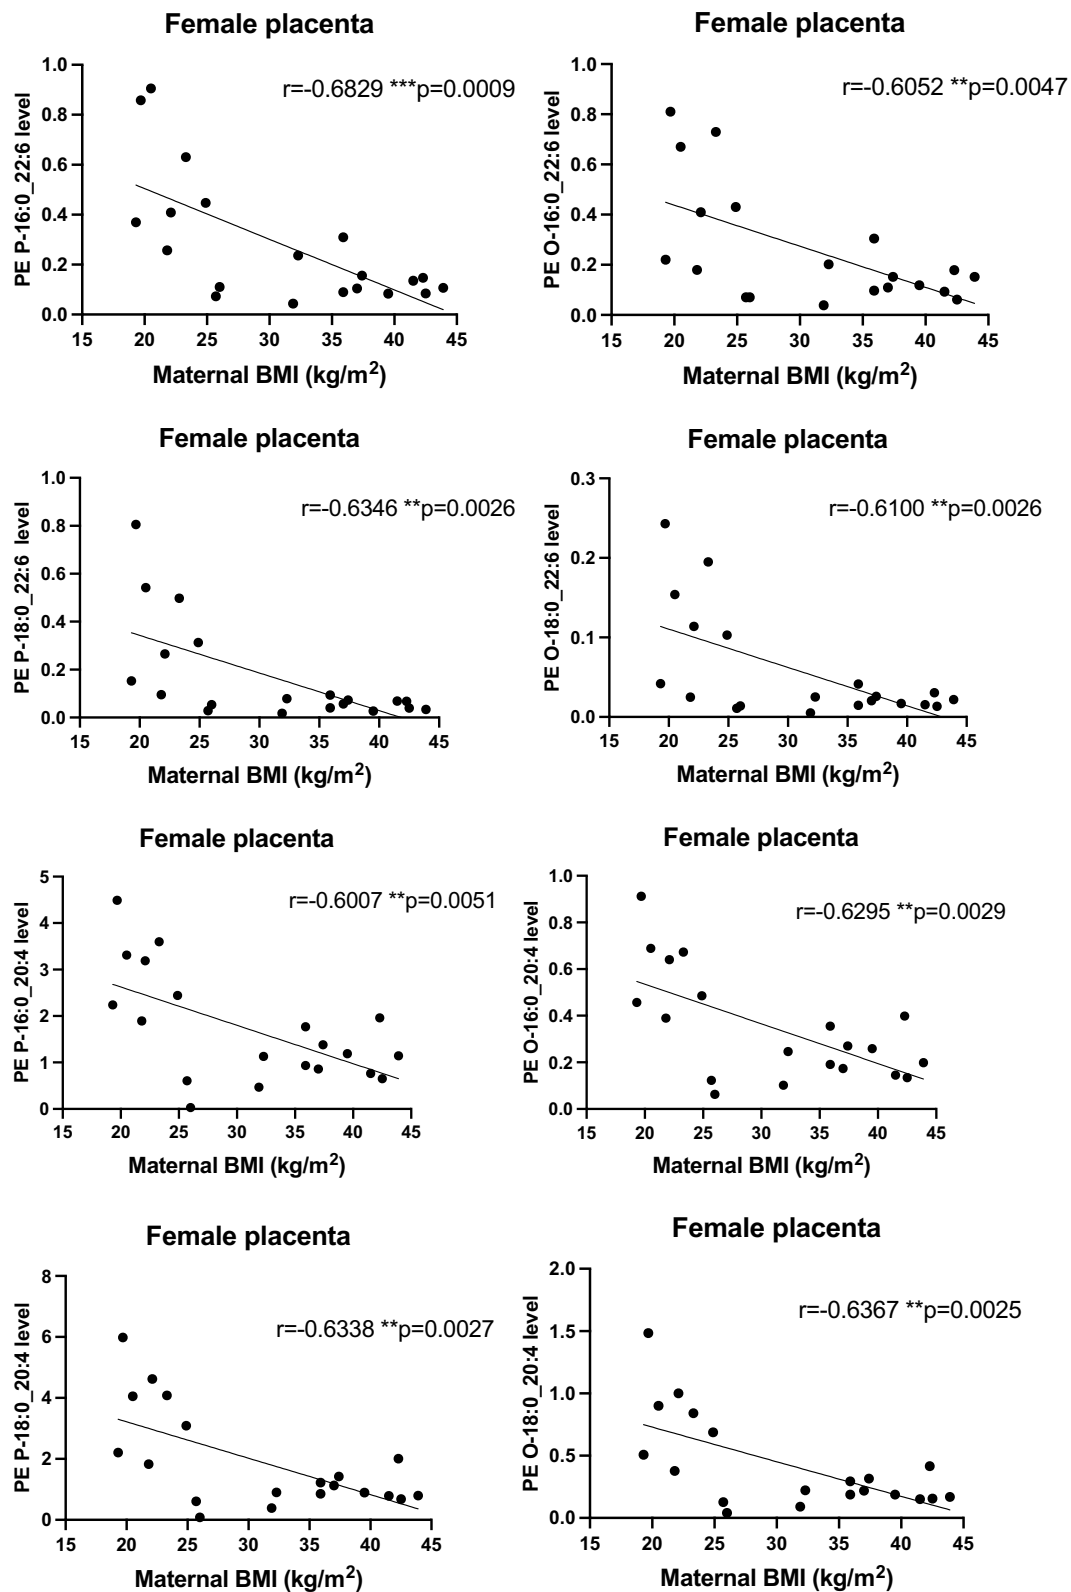 Female placenta
r=-0.6829 ***p=0.0009
PE P-16:0_22:6 level
1.0
0.8
0.6
0.4
0.2
0.0
15 20 25 30 35 40 45
Maternal BMI (kg/m²)
Female placenta
r=-0.6052 **p=0.0047
PE O-16:0_22:6 level
1.0
0.8
0.6
0.4
0.2
0.0
15 20 25 30 35 40 45
Maternal BMI (kg/m²)
Female placenta
r=-0.6346 **p=0.0026
PE P-18:0_22:6 level
1.0
0.8
0.6
0.4
0.2
0.0
15 20 25 30 35 40 45
Maternal BMI (kg/m²)
Female placenta
r=-0.6100 **p=0.0026
PE O-18:0_22:6 level
0.3
0.2
0.1
0.0
15 20 25 30 35 40 45
Maternal BMI (kg/m²)
Female placenta
r=-0.6007 **p=0.0051
PE P-16:0_20:4 level
5
4
3
2
1
0
15 20 25 30 35 40 45
Maternal BMI (kg/m²)
Female placenta
r=-0.6295 **p=0.0029
PE O-16:0_20:4 level
1.0
0.8
0.6
0.4
0.2
0.0
15 20 25 30 35 40 45
Maternal BMI (kg/m²)
Female placenta
r=-0.6338 **p=0.0027
PE P-18:0_20:4 level
8
6
4
2
0
15 20 25 30 35 40 45
Maternal BMI (kg/m²)
Female placenta
r=-0.6367 **p=0.0025
PE O-18:0_20:4 level
2.0
1.5
1.0
0.5
0.0
15 20 25 30 35 40 45
Maternal BMI (kg/m²)